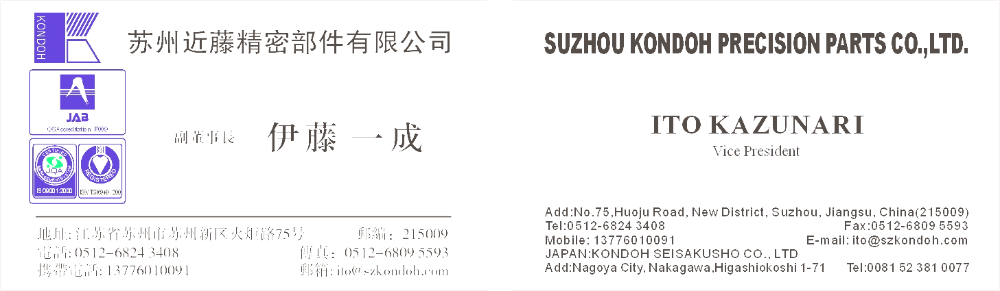 KONDOH
苏州近藤精密部件有限公司
JAB
QS Accreditation R009
CERTIFIED
MANAGEMENT SYSTEM
JQA
ISO9001:2000
BSI
REGISTERED
副董事長 伊藤一成
地址: 江苏省苏州市苏州新区火炬路75号 郵編: 215009
電話: 0512-6824 3408 傳真: 0512-6809 5593
携帶電話: 13776010091 郵箱: ito@szkondoh.com
SUZHOU KONDOH PRECISION PARTS CO.,LTD.
ITO KAZUNARI
Vice President
Add:No.75,Huoju Road, New District, Suzhou, Jiangsu, China(215009)
Tel:0512-6824 3408 Fax:0512-6809 5593
Mobile: 13776010091 E-mail: ito@szkondoh.com
JAPAN:KONDOH SEISAKUSHO CO., LTD
Add:Nagoya City, Nakagawa,Higashiokoshi 1-71 Tel:0081 52 381 0077